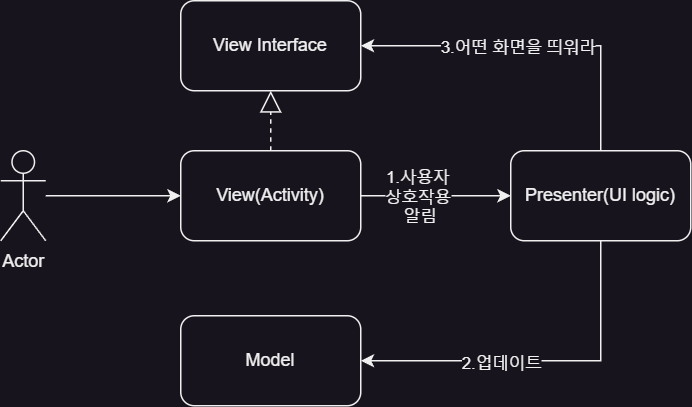 View Interface
3.어떤 화면을 띄워라
View(Activity)
1.사용자
상호작용
알림
Presenter(UI logic)
Actor
Model
2.업데이트